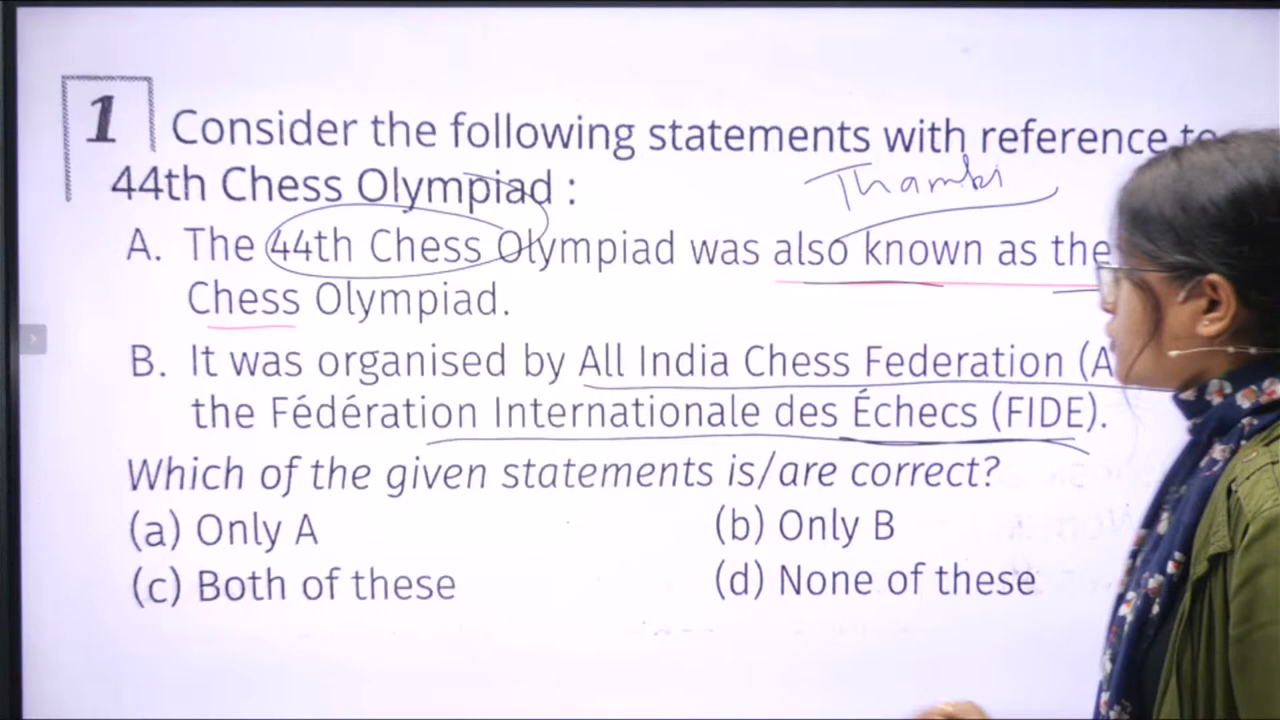 1 Consider the following statements with reference to
44th Chess Olympiad :
Thambi
A. The 44th Chess Olympiad was also known as the
Chess Olympiad.
B. It was organised by All India Chess Federation (A
the Fédération Internationale des Échecs (FIDE).
Which of the given statements is/are correct?
(a) Only A (b) Only B
(c) Both of these (d) None of these